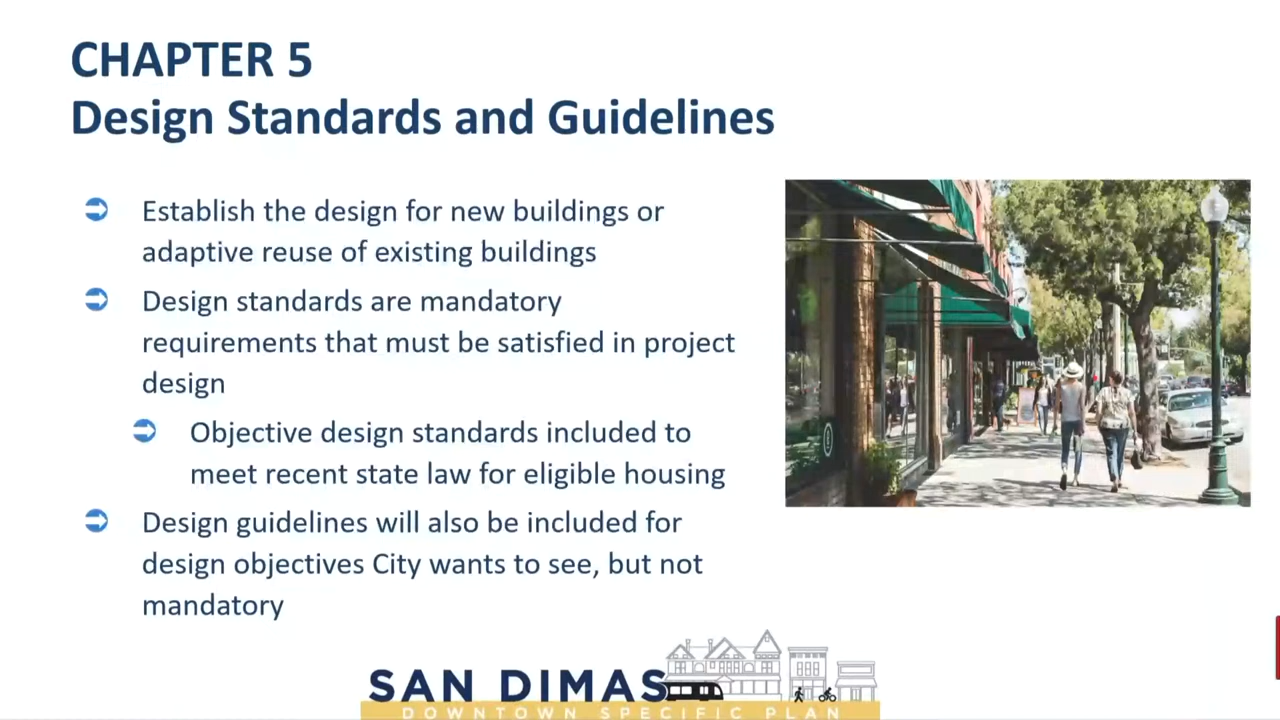 CHAPTER 5
Design Standards and Guidelines
Establish the design for new buildings or
adaptive reuse of existing buildings
Design standards are mandatory
requirements that must be satisfied in project
design
Objective design standards included to
meet recent state law for eligible housing
Design guidelines will also be included for
design objectives City wants to see, but not
mandatory
SAN DIMAS
DOWNTOWN SPECIFIC PLAN